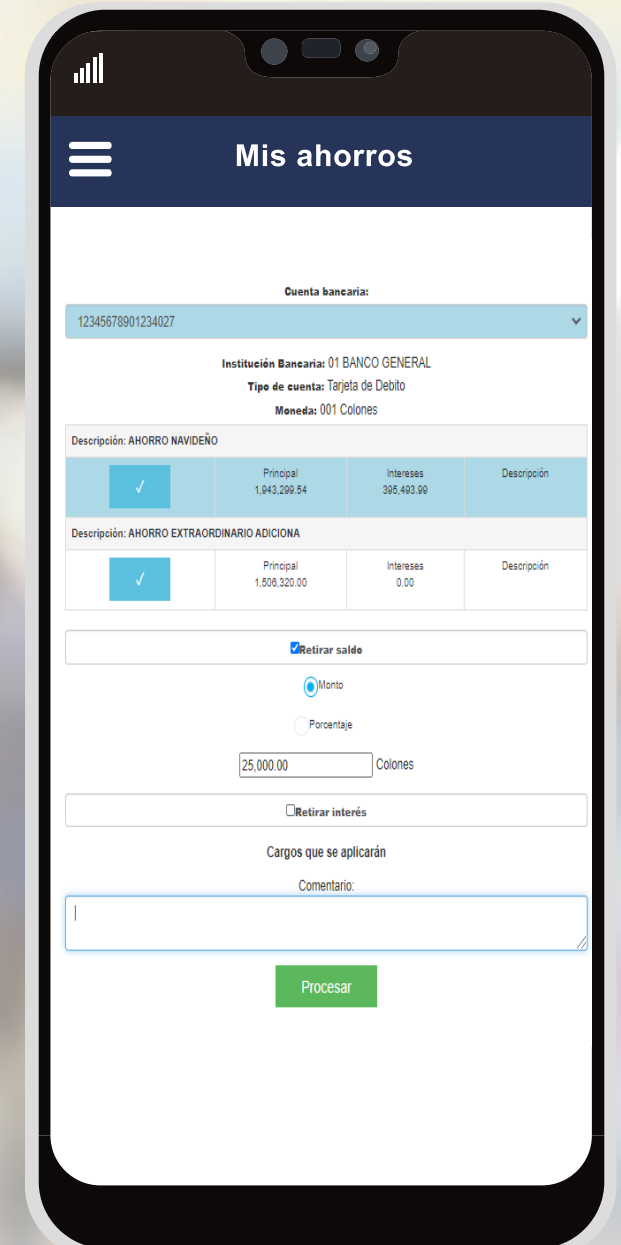 Mis ahorros
Cuenta bancaria:
12345678901234027
Institución Bancaria: 01 BANCO GENERAL
Tipo de cuenta: Tarjeta de Debito
Moneda: 001 Colones
Descripción: AHORRO NAVIDEÑO
✓ Principal Intereses Descripción
1,943,299.54 395,493.99
Descripción: AHORRO EXTRAORDINARIO ADICIONA
✓ Principal Intereses Descripción
1,506,320.00 0.00
Retirar saldo
Monto
Porcentaje
25,000.00 Colones
Retirar interés
Cargos que se aplicarán
Comentario:
Procesar